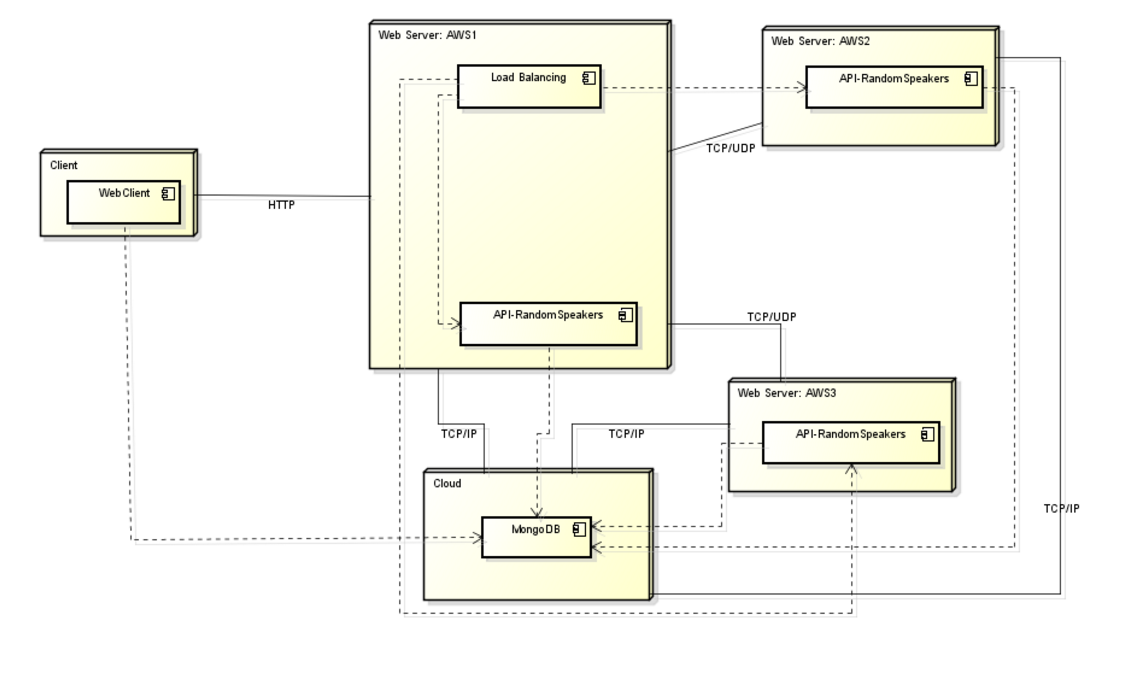 Web Server: AWS1
Web Server: AWS2
Load Balancing
API-RandomSpeakers
TCP/UDP
Client
WebClient
HTTP
API-RandomSpeakers
TCP/UDP
Web Server: AWS3
API-RandomSpeakers
TCP/IP
TCP/IP
Cloud
MongoDB
TCP/IP